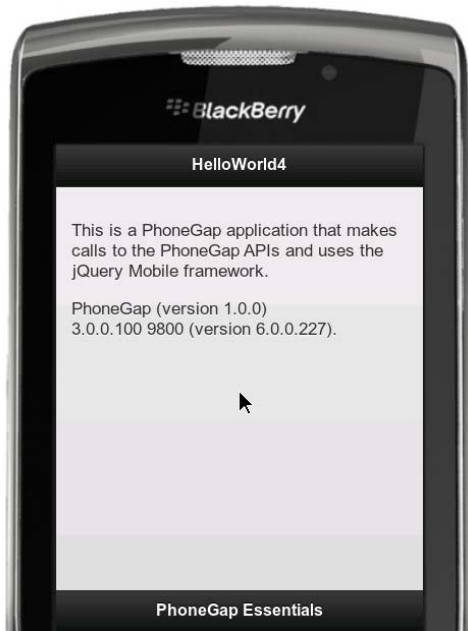 BlackBerry
HelloWorld4
This is a PhoneGap application that makes
calls to the PhoneGap APIs and uses the
jQuery Mobile framework.
PhoneGap (version 1.0.0)
3.0.0.100 9800 (version 6.0.0.227).
PhoneGap Essentials